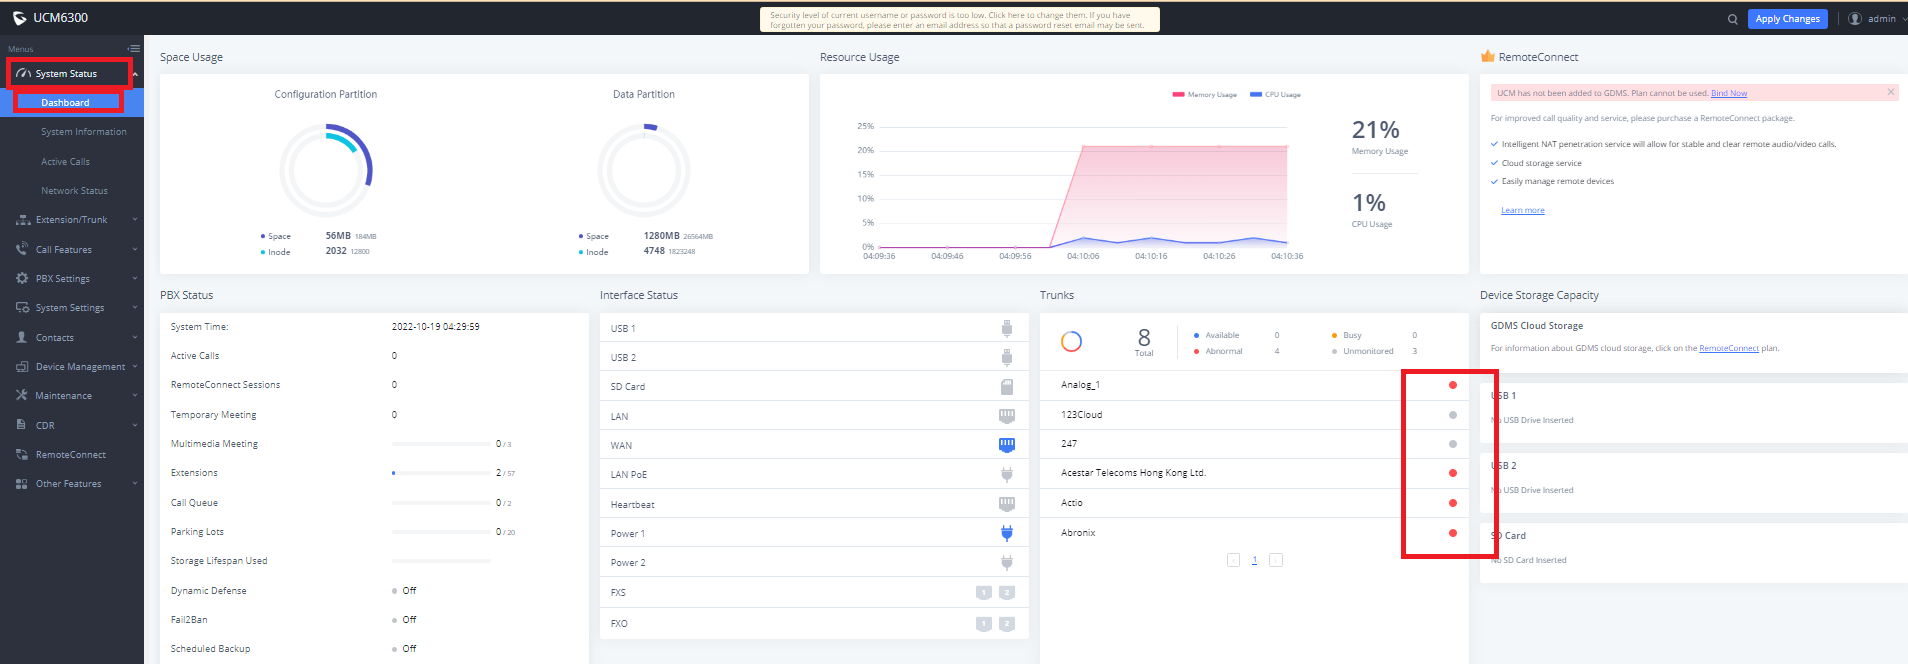 UCM6300
Security level of current username or password is too low. Click here to change them. If you have
forgotten your password, please enter an email address so that a password reset email may be sent.
Apply Changes
admin
Menus
System Status
Dashboard
System Information
Active Calls
Network Status
Extension/Trunk
Call Features
PBX Settings
System Settings
Contacts
Device Management
Maintenance
CDR
RemoteConnect
Other Features
Space Usage
Configuration Partition
Space 56MB 184MB
Inode 2032 12800
Data Partition
Space 1280MB 26564MB
Inode 4748 1823248
Resource Usage
Memory Usage CPU Usage
25%
20%
15%
10%
5%
0%
04:09:36 04:09:46 04:09:56 04:10:06 04:10:16 04:10:26 04:10:36
21%
Memory Usage
1%
CPU Usage
RemoteConnect
UCM has not been added to GDMS. Plan cannot be used. Bind Now
For improved call quality and service, please purchase a RemoteConnect package.
Intelligent NAT penetration service will allow for stable and clear remote audio/video calls.
Cloud storage service
Easily manage remote devices
Learn more
PBX Status
System Time: 2022-10-19 04:29:59
Active Calls 0
RemoteConnect Sessions 0
Temporary Meeting 0
Multimedia Meeting 0 / 3
Extensions 2 / 57
Call Queue 0 / 2
Parking Lots 0 / 20
Storage Lifespan Used
Dynamic Defense Off
Fail2Ban Off
Scheduled Backup Off
Interface Status
USB 1
USB 2
SD Card
LAN
WAN
LAN PoE
Heartbeat
Power 1
Power 2
FXS 1 2
FXO 1 2
Trunks
8
Total
Available 0 Busy 0
Abnormal 4 Unmonitored 3
Analog_1
123Cloud
247
Acestar Telecoms Hong Kong Ltd.
Actio
Abronix
1
Device Storage Capacity
GDMS Cloud Storage
For information about GDMS cloud storage, click on the RemoteConnect plan.
USB 1
No USB Drive Inserted
USB 2
No USB Drive Inserted
SD Card
No SD Card Inserted